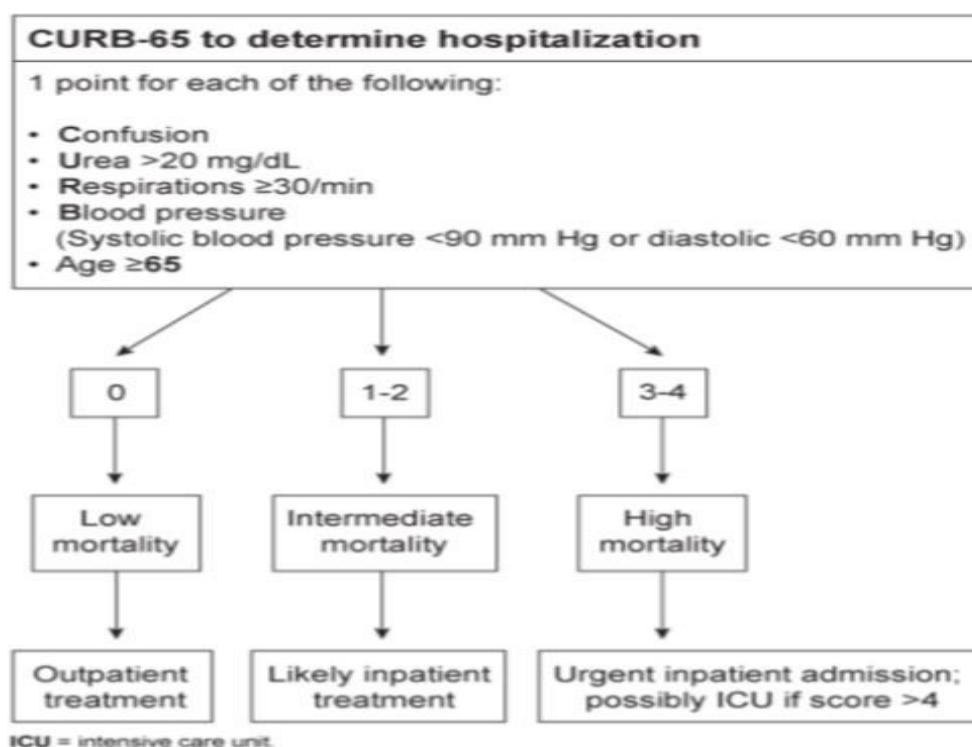 CURB-65 to determine hospitalization
1 point for each of the following:
• Confusion
• Urea >20 mg/dL
• Respirations ≥30/min
• Blood pressure
(Systolic blood pressure <90 mm Hg or diastolic <60 mm Hg)
• Age ≥65
0
1-2
3-4
Low
mortality
Intermediate
mortality
High
mortality
Outpatient
treatment
Likely inpatient
treatment
Urgent inpatient admission;
possibly ICU if score >4
ICU = intensive care unit.